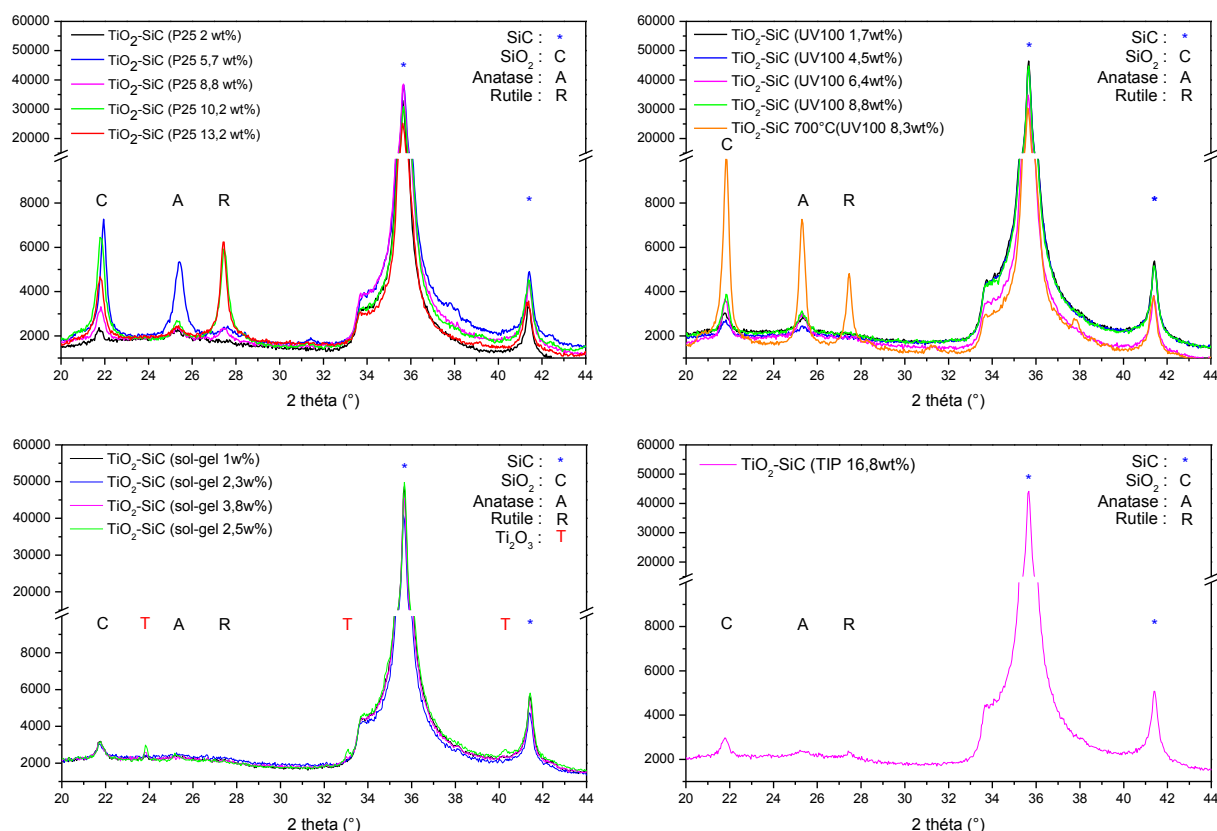 TiO2-SiC (P25 2 wt%)
TiO2-SiC (P25 5,7 wt%)
TiO2-SiC (P25 8,8 wt%)
TiO2-SiC (P25 10,2 wt%)
TiO2-SiC (P25 13,2 wt%)
SiC : *
SiO2 : C
Anatase : A
Rutile : R
*
C A R
*
60000
50000
40000
30000
20000
8000
6000
4000
2000
20 22 24 26 28 30 32 34 36 38 40 42 44
2 théta (°)
TiO2-SiC (UV100 1,7wt%)
TiO2-SiC (UV100 4,5wt%)
TiO2-SiC (UV100 6,4wt%)
TiO2-SiC (UV100 8,8wt%)
TiO2-SiC 700°C(UV100 8,3wt%)
SiC : *
SiO2 : C
Anatase : A
Rutile : R
*
C
A R
*
60000
50000
40000
30000
20000
8000
6000
4000
2000
20 22 24 26 28 30 32 34 36 38 40 42 44
2 théta (°)
TiO2-SiC (sol-gel 1w%)
TiO2-SiC (sol-gel 2,3w%)
TiO2-SiC (sol-gel 3,8w%)
TiO2-SiC (sol-gel 2,5w%)
SiC : *
SiO2 : C
Anatase : A
Rutile : R
Ti2O3 : T
*
C T A R T T *
60000
50000
40000
30000
20000
8000
6000
4000
2000
20 22 24 26 28 30 32 34 36 38 40 42 44
2 theta (°)
TiO2-SiC (TIP 16,8wt%)
SiC : *
SiO2 : C
Anatase : A
Rutile : R
*
C A R *
60000
50000
40000
30000
20000
8000
6000
4000
2000
20 22 24 26 28 30 32 34 36 38 40 42 44
2 theta (°)